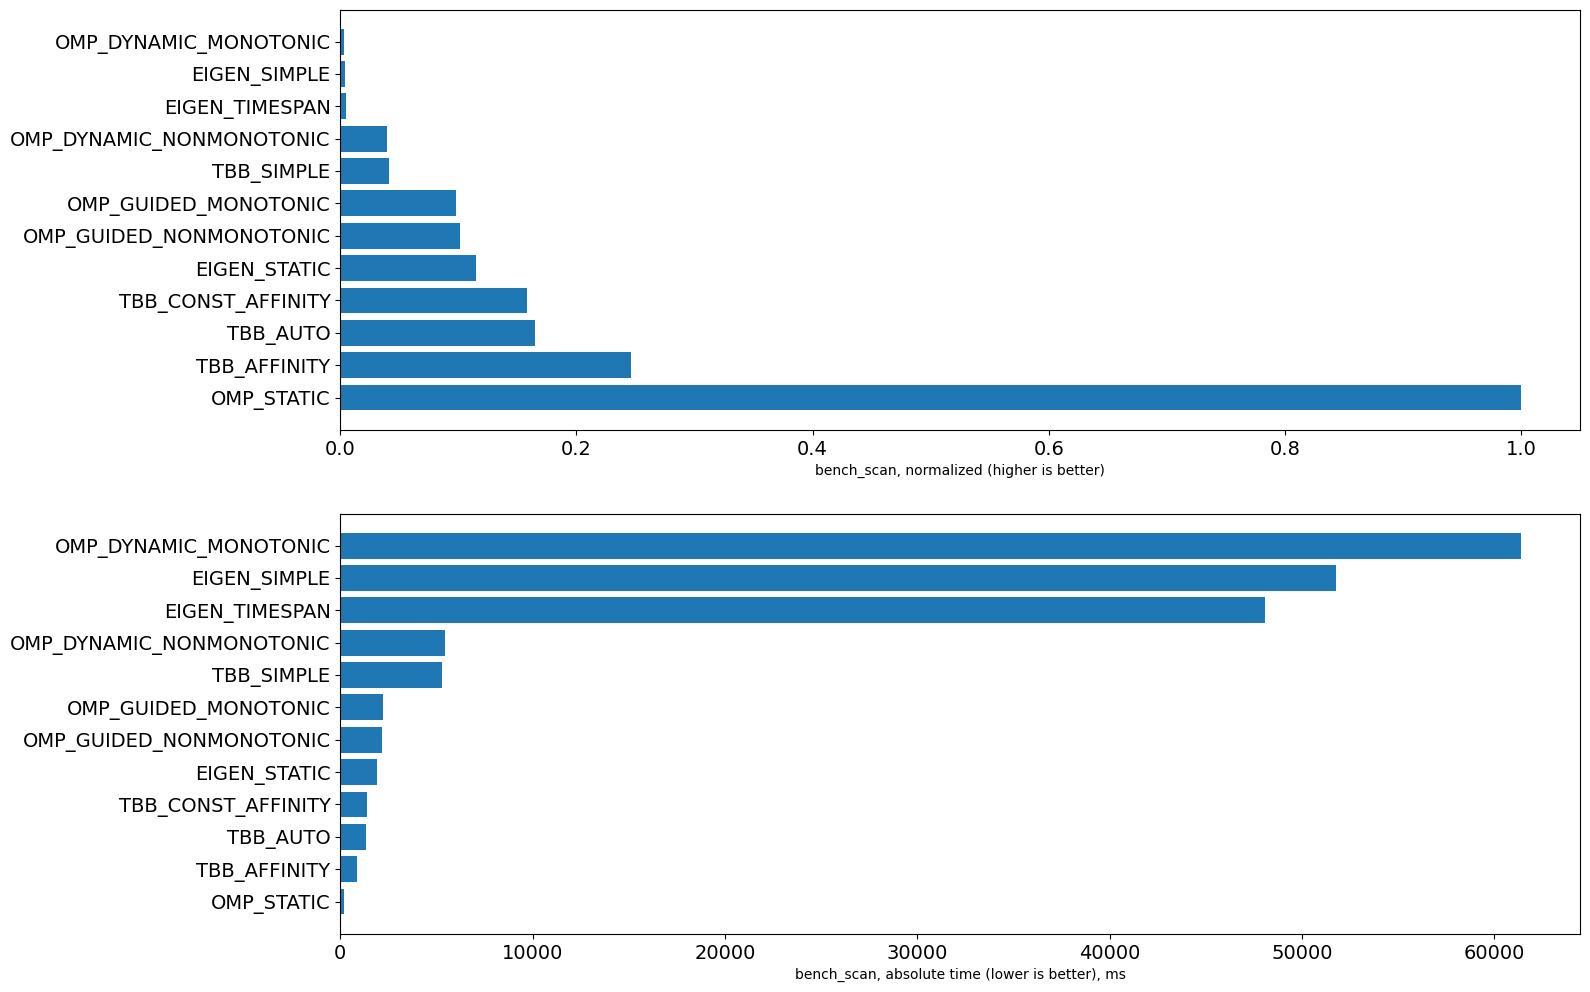 OMP_DYNAMIC_MONOTONIC
EIGEN_SIMPLE
EIGEN_TIMESPAN
OMP_DYNAMIC_NONMONOTONIC
TBB_SIMPLE
OMP_GUIDED_MONOTONIC
OMP_GUIDED_NONMONOTONIC
EIGEN_STATIC
TBB_CONST_AFFINITY
TBB_AUTO
TBB_AFFINITY
OMP_STATIC
0.0 0.2 0.4 0.6 0.8 1.0
bench_scan, normalized (higher is better)
OMP_DYNAMIC_MONOTONIC
EIGEN_SIMPLE
EIGEN_TIMESPAN
OMP_DYNAMIC_NONMONOTONIC
TBB_SIMPLE
OMP_GUIDED_MONOTONIC
OMP_GUIDED_NONMONOTONIC
EIGEN_STATIC
TBB_CONST_AFFINITY
TBB_AUTO
TBB_AFFINITY
OMP_STATIC
0 10000 20000 30000 40000 50000 60000
bench_scan, absolute time (lower is better), ms